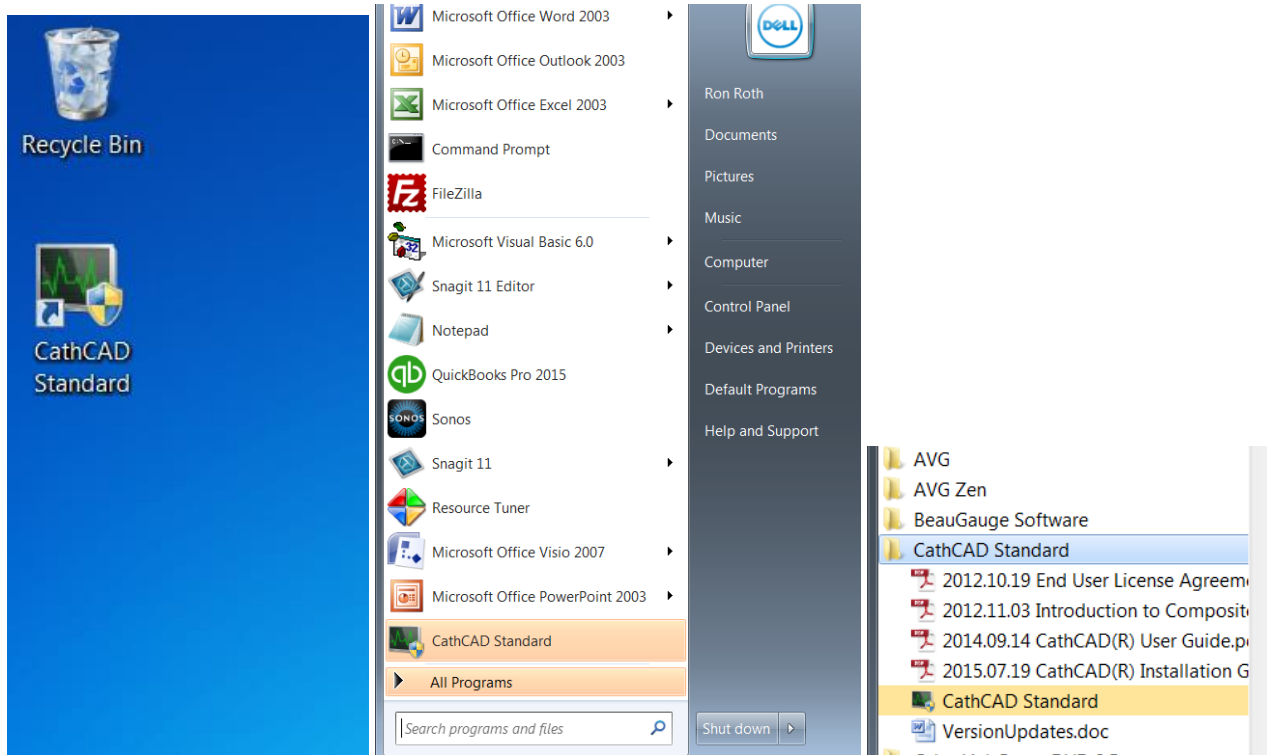 Recycle Bin
CathCAD
Standard
Microsoft Office Word 2003
Microsoft Office Outlook 2003
Microsoft Office Excel 2003
Command Prompt
FileZilla
Microsoft Visual Basic 6.0
Snagit 11 Editor
Notepad
QuickBooks Pro 2015
SONOS
Sonos
Snagit 11
Resource Tuner
Microsoft Office Visio 2007
Microsoft Office PowerPoint 2003
CathCAD Standard
All Programs
Search programs and files
DELL
Ron Roth
Documents
Pictures
Music
Computer
Control Panel
Devices and Printers
Default Programs
Help and Support
Shut down
AVG
AVG Zen
BeauGauge Software
CathCAD Standard
2012.10.19 End User License Agreem
2012.11.03 Introduction to Composit
2014.09.14 CathCAD(R) User Guide.p
2015.07.19 CathCAD(R) Installation G
CathCAD Standard
VersionUpdates.doc